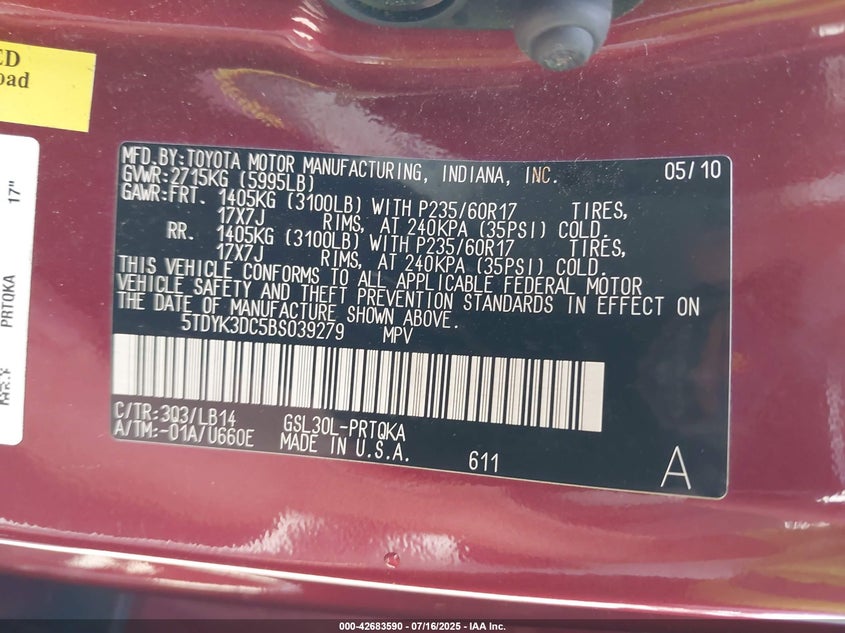 ED
oad
17"
PRTQKA
MFD.BY:TOYOTA MOTOR MANUFACTURING, INDIANA, INC. 05/10
GVWR:2715KG (5995LB)
GAWR:FRT. 1405KG (3100LB) WITH P235/60R17 TIRES,
17X7J RIMS, AT 240KPA (35PSI) COLD.
RR. 1405KG (3100LB) WITH P235/60R17 TIRES,
17X7J RIMS, AT 240KPA (35PSI) COLD.
THIS VEHICLE CONFORMS TO ALL APPLICABLE FEDERAL MOTOR
VEHICLE SAFETY AND THEFT PREVENTION STANDARDS IN EFFECT ON
THE DATE OF MANUFACTURE SHOWN ABOVE.
5TDYK3DC5BS039279 MPV
C/TR:3Q3/LB14 GSL30L-PRTQKA
A/TM:-01A/U660E MADE IN U.S.A.
611 A
000-42683590 - 07/16/2025 - IAA Inc.